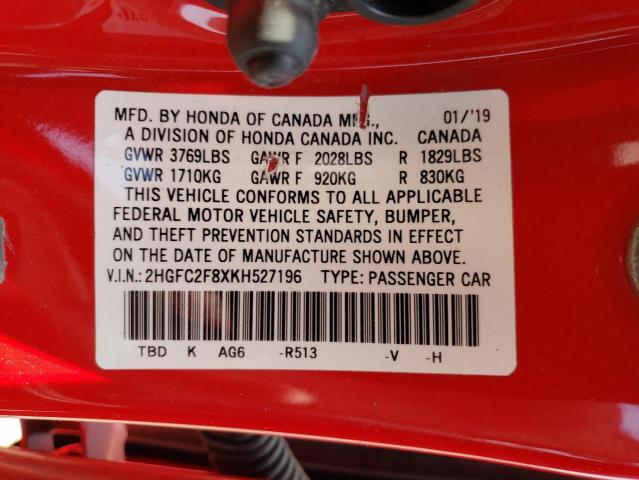 MFD. BY HONDA OF CANADA MFG., 01/'19
A DIVISION OF HONDA CANADA INC. CANADA
GVWR 3769LBS GAWR F 2028LBS R 1829LBS
GVWR 1710KG GAWR F 920KG R 830KG
THIS VEHICLE CONFORMS TO ALL APPLICABLE
FEDERAL MOTOR VEHICLE SAFETY, BUMPER,
AND THEFT PREVENTION STANDARDS IN EFFECT
ON THE DATE OF MANUFACTURE SHOWN ABOVE.
V.I.N.: 2HGFC2F8XKH527196 TYPE: PASSENGER CAR
TBD K AG6 -R513 -V -H